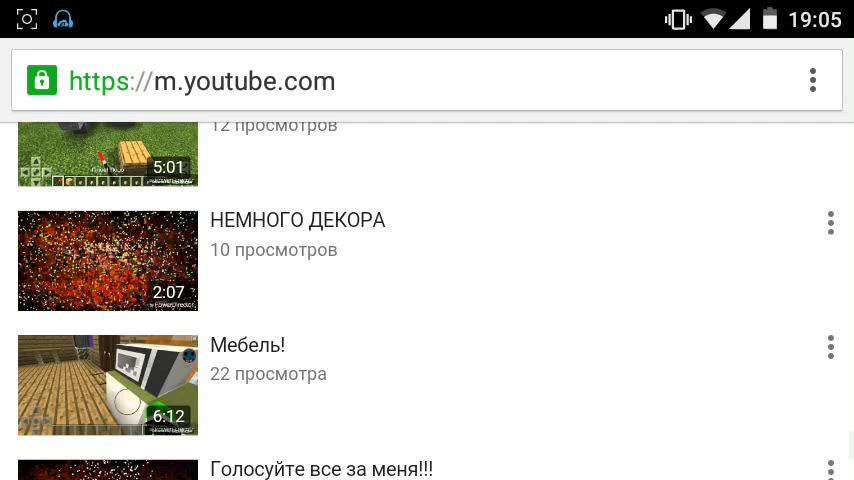 19:05
https://m.youtube.com
12 просмотров
5:01
НЕМНОГО ДЕКОРА
10 просмотров
2:07
PowerDirector
Мебель!
22 просмотра
6:12
Голосуйте все за меня!!!